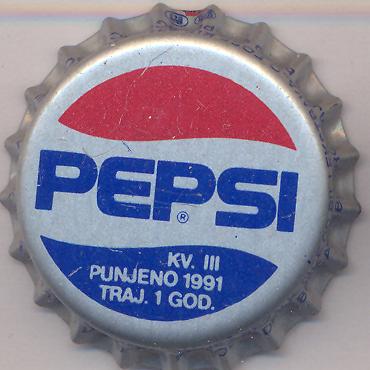 PEPSI
®
KV. III
PUNJENO 1991
TRAJ. 1 GOD.